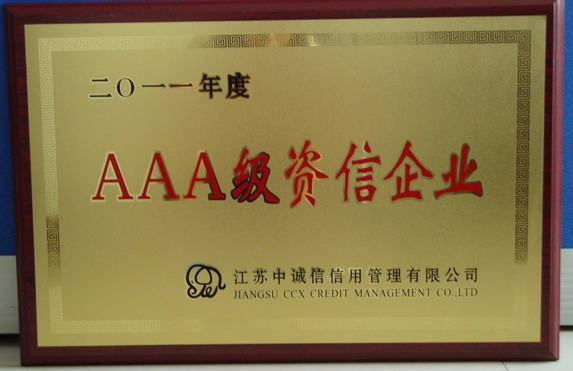 二〇一一年度
AAA级资信企业
江苏中诚信信用管理有限公司
JIANGSU CCX CREDIT MANAGEMENT CO.,LTD